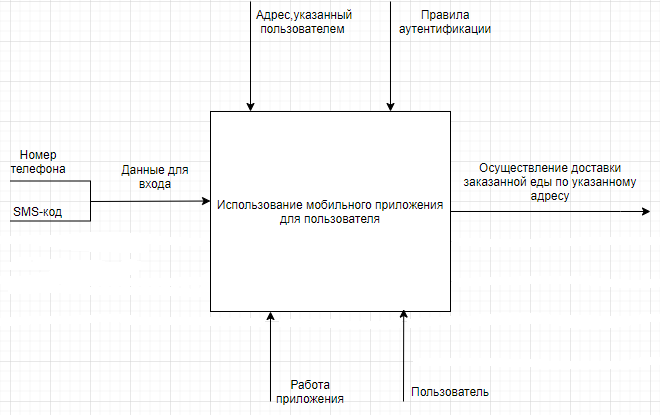 Адрес,указанный
пользователем
Правила
аутентификации
Номер
телефона
SMS-код
Данные для
входа
Использование мобильного приложения
для пользователя
Осуществление доставки
заказанной еды по указанному
адресу
Работа
приложения
Пользователь